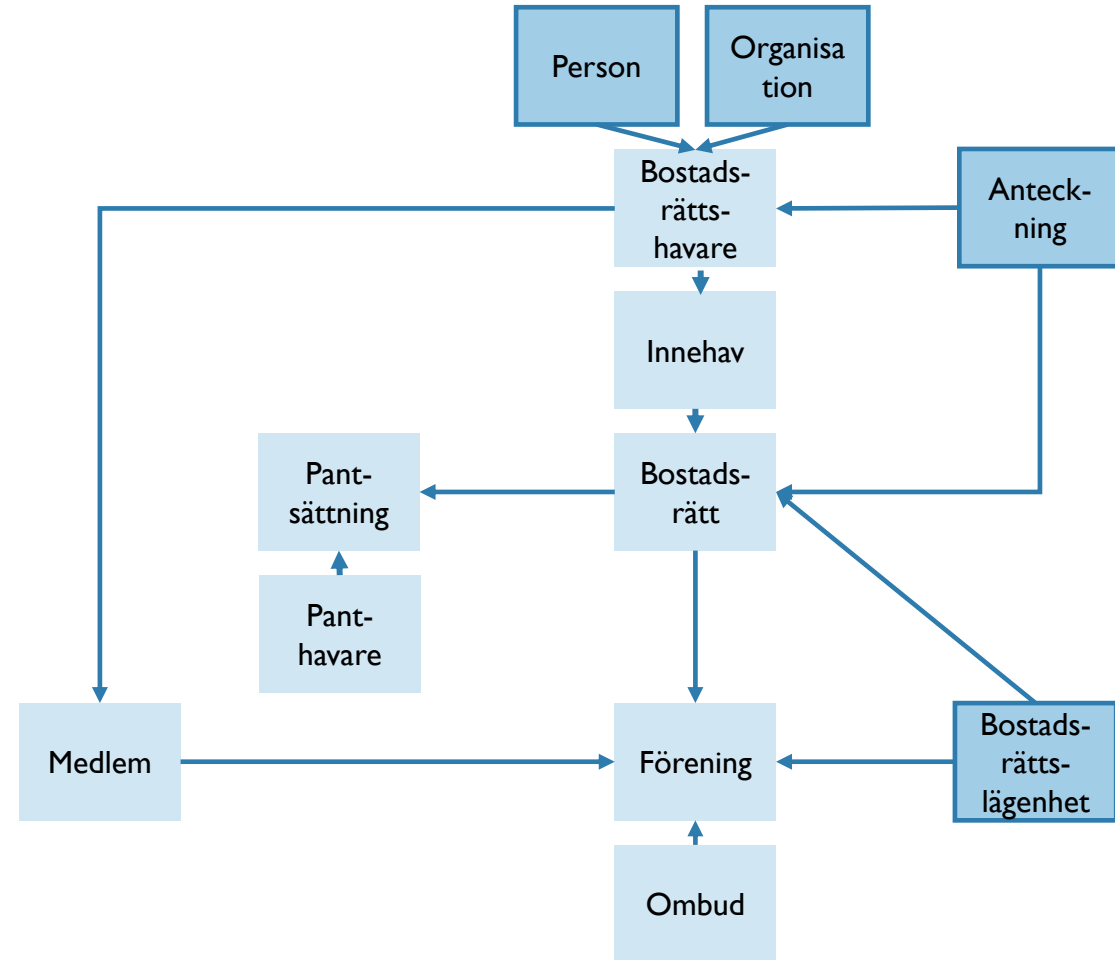 Person
Organisa
tion
Bostads-
rätts-
havare
Anteck-
ning
Innehav
Pant-
sättning
Bostads-
rätt
Pant-
havare
Medlem
Förening
Bostads-
rätts-
lägenhet
Ombud